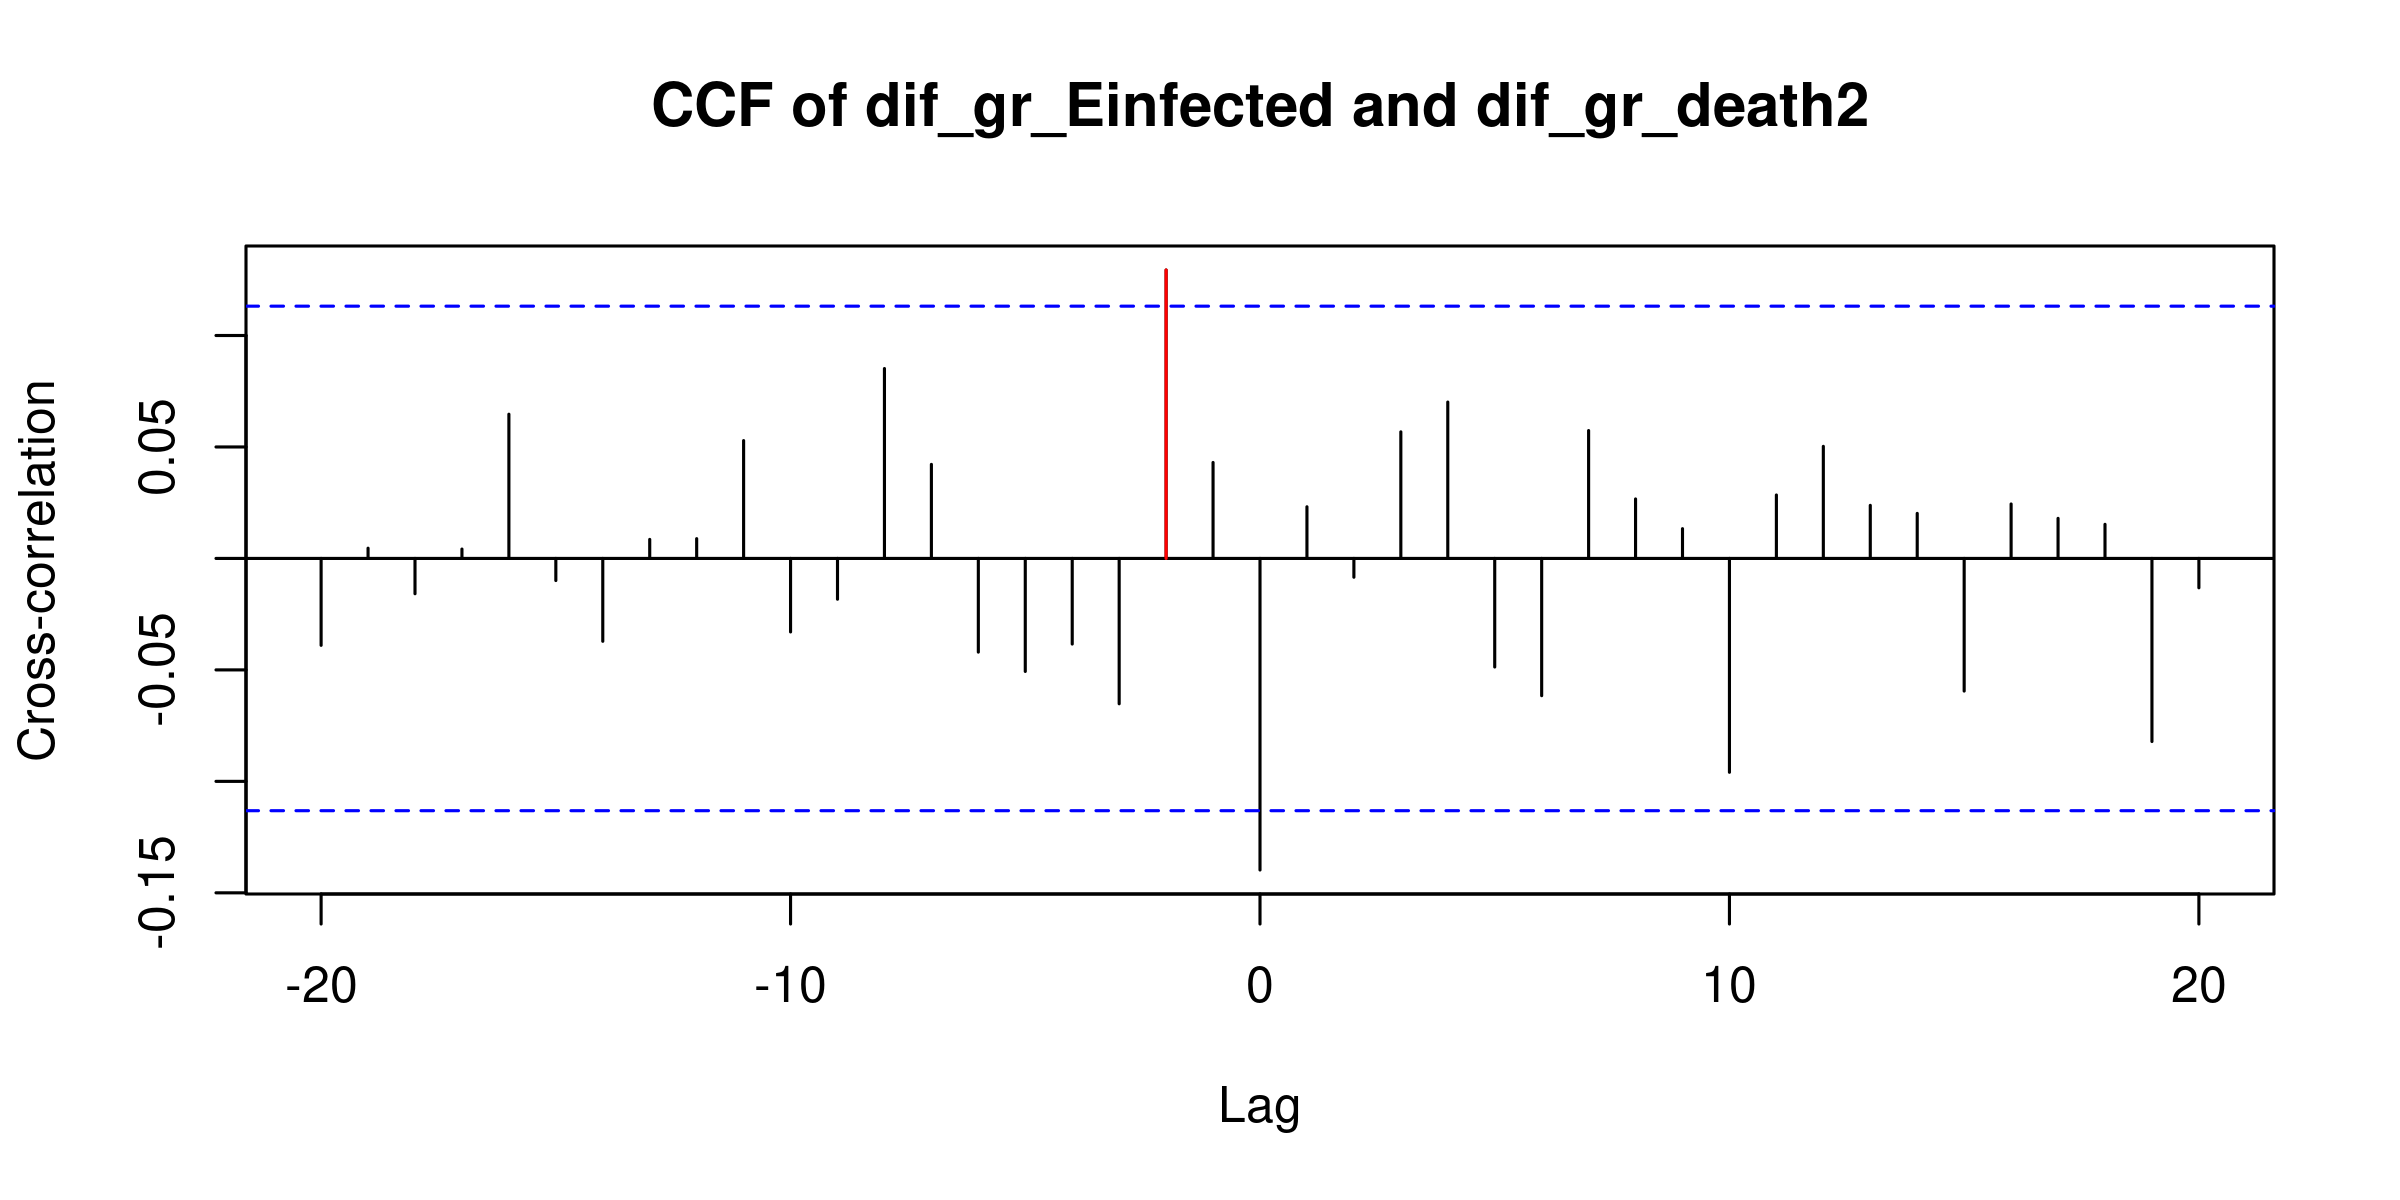 CCF of dif_gr_Einfected and dif_gr_death2
Cross-correlation
0.05
-0.05
-0.15
-20 -10 0 10 20
Lag